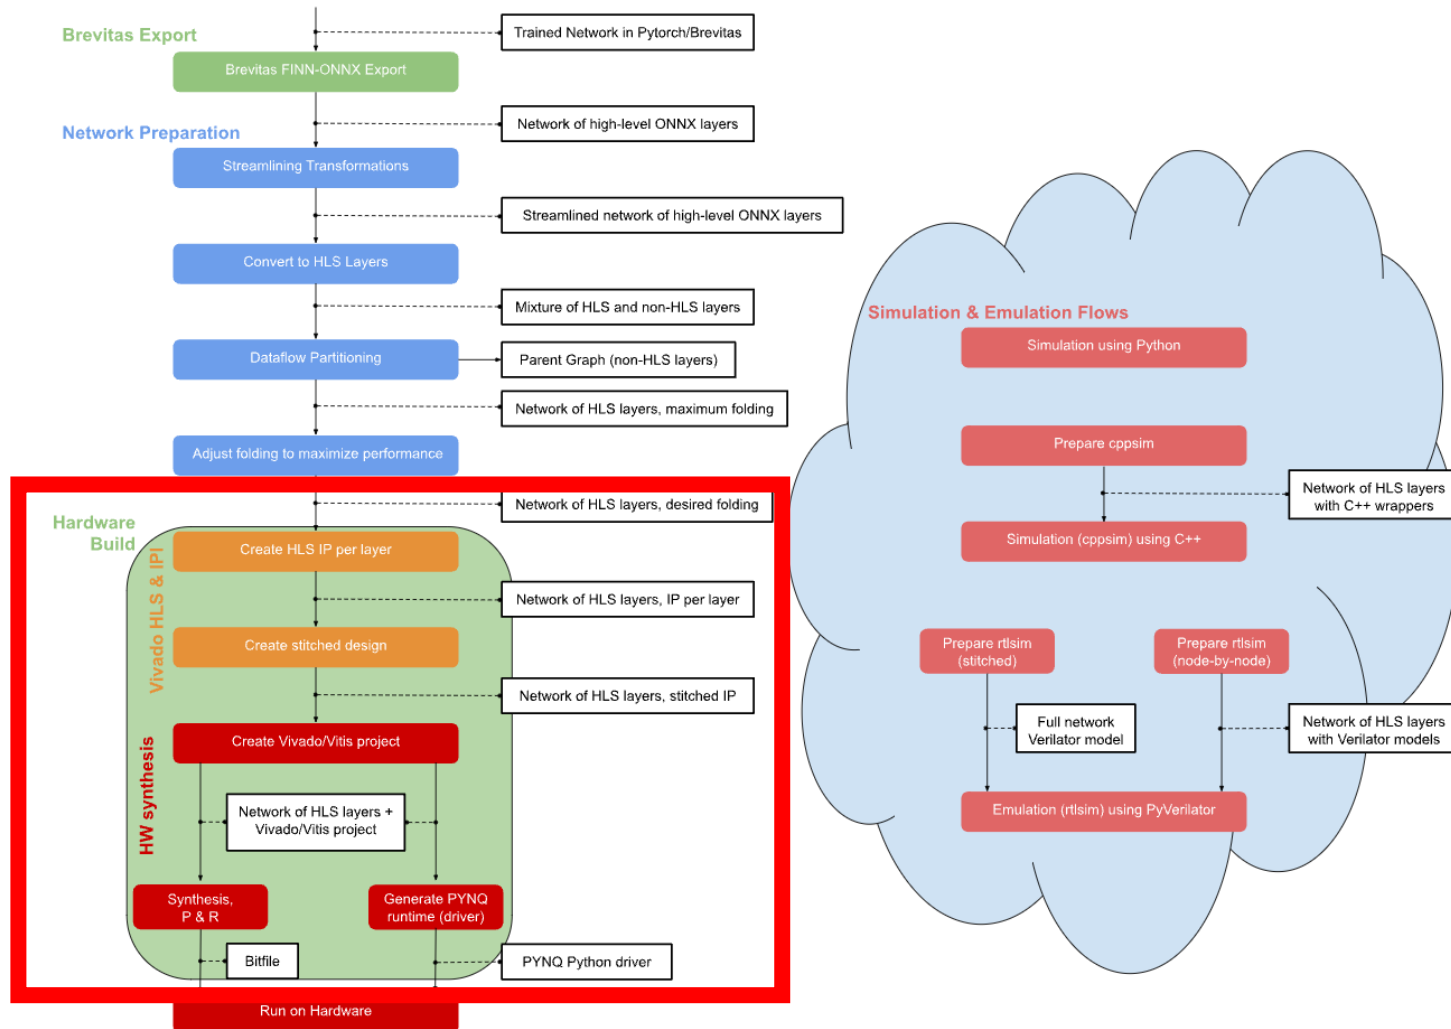 Brevitas Export
Trained Network in Pytorch/Brevitas
Brevitas FINN-ONNX Export
Network of high-level ONNX layers
Network Preparation
Streamlining Transformations
Streamlined network of high-level ONNX layers
Convert to HLS Layers
Mixture of HLS and non-HLS layers
Dataflow Partitioning
Parent Graph (non-HLS layers)
Network of HLS layers, maximum folding
Adjust folding to maximize performance
Network of HLS layers, desired folding
Hardware
Build
Vivado HLS & IPI
Create HLS IP per layer
Network of HLS layers, IP per layer
Create stitched design
Network of HLS layers, stitched IP
HW synthesis
Create Vivado/Vitis project
Network of HLS layers +
Vivado/Vitis project
Synthesis,
P & R
Generate PYNQ
runtime (driver)
Bitfile
PYNQ Python driver
Run on Hardware
Simulation & Emulation Flows
Simulation using Python
Prepare cppsim
Network of HLS layers
with C++ wrappers
Simulation (cppsim) using C++
Prepare rtlsim
(stitched)
Prepare rtlsim
(node-by-node)
Full network
Verilator model
Network of HLS layers
with Verilator models
Emulation (rtlsim) using PyVerilator